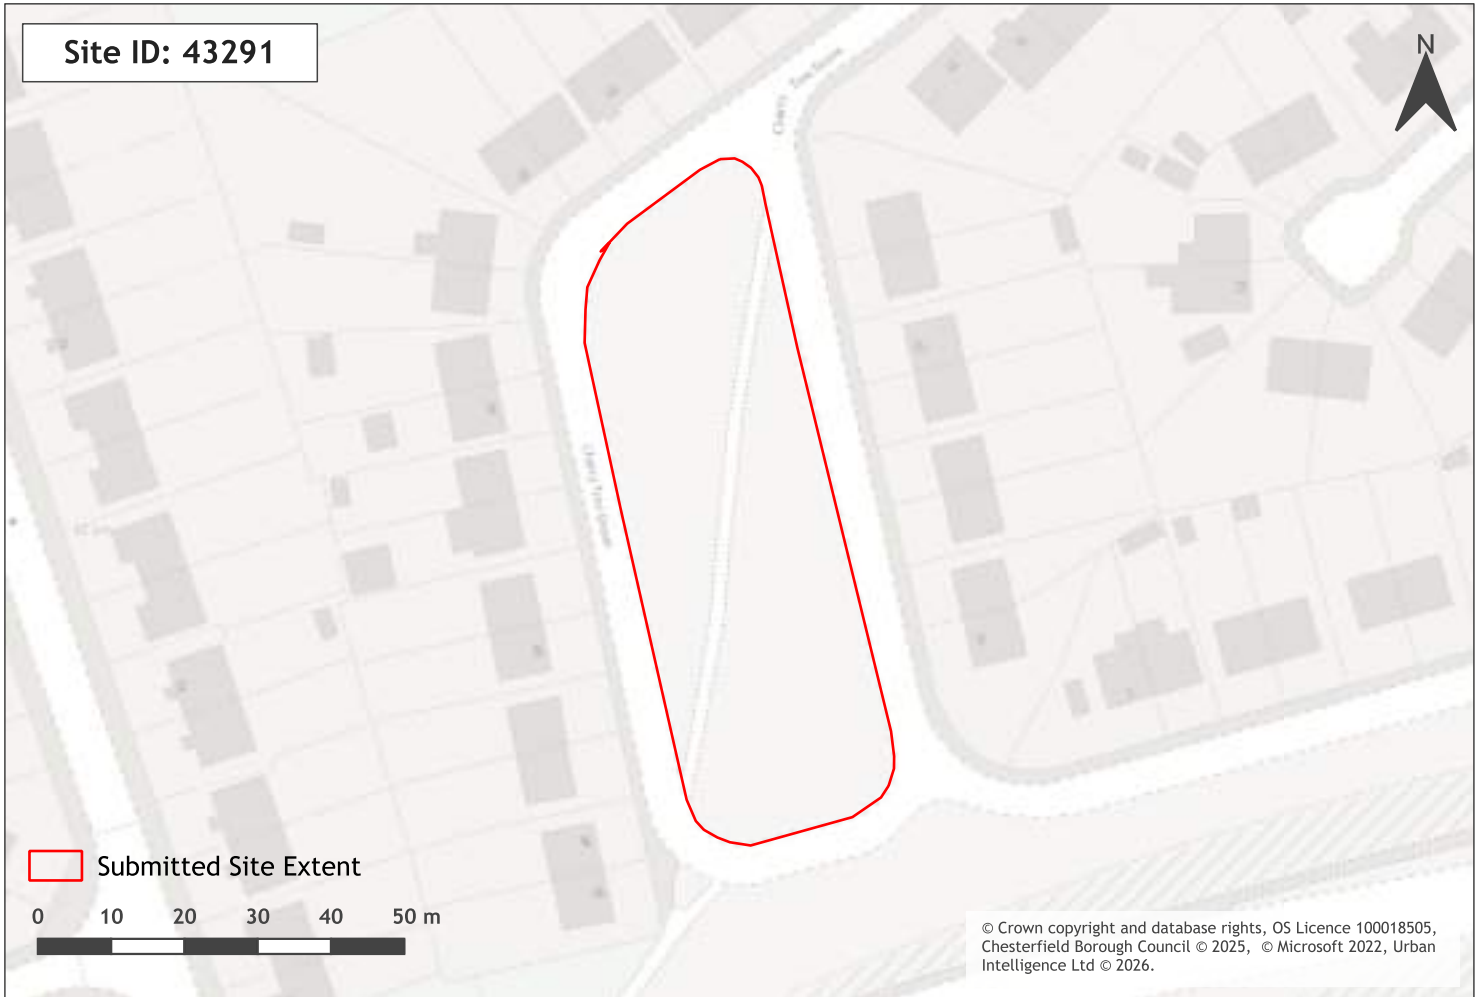 Site ID: 43291
N
Submitted Site Extent
0 10 20 30 40 50 m
© Crown copyright and database rights, OS Licence 100018505,
Chesterfield Borough Council © 2025, © Microsoft 2022, Urban
Intelligence Ltd © 2026.